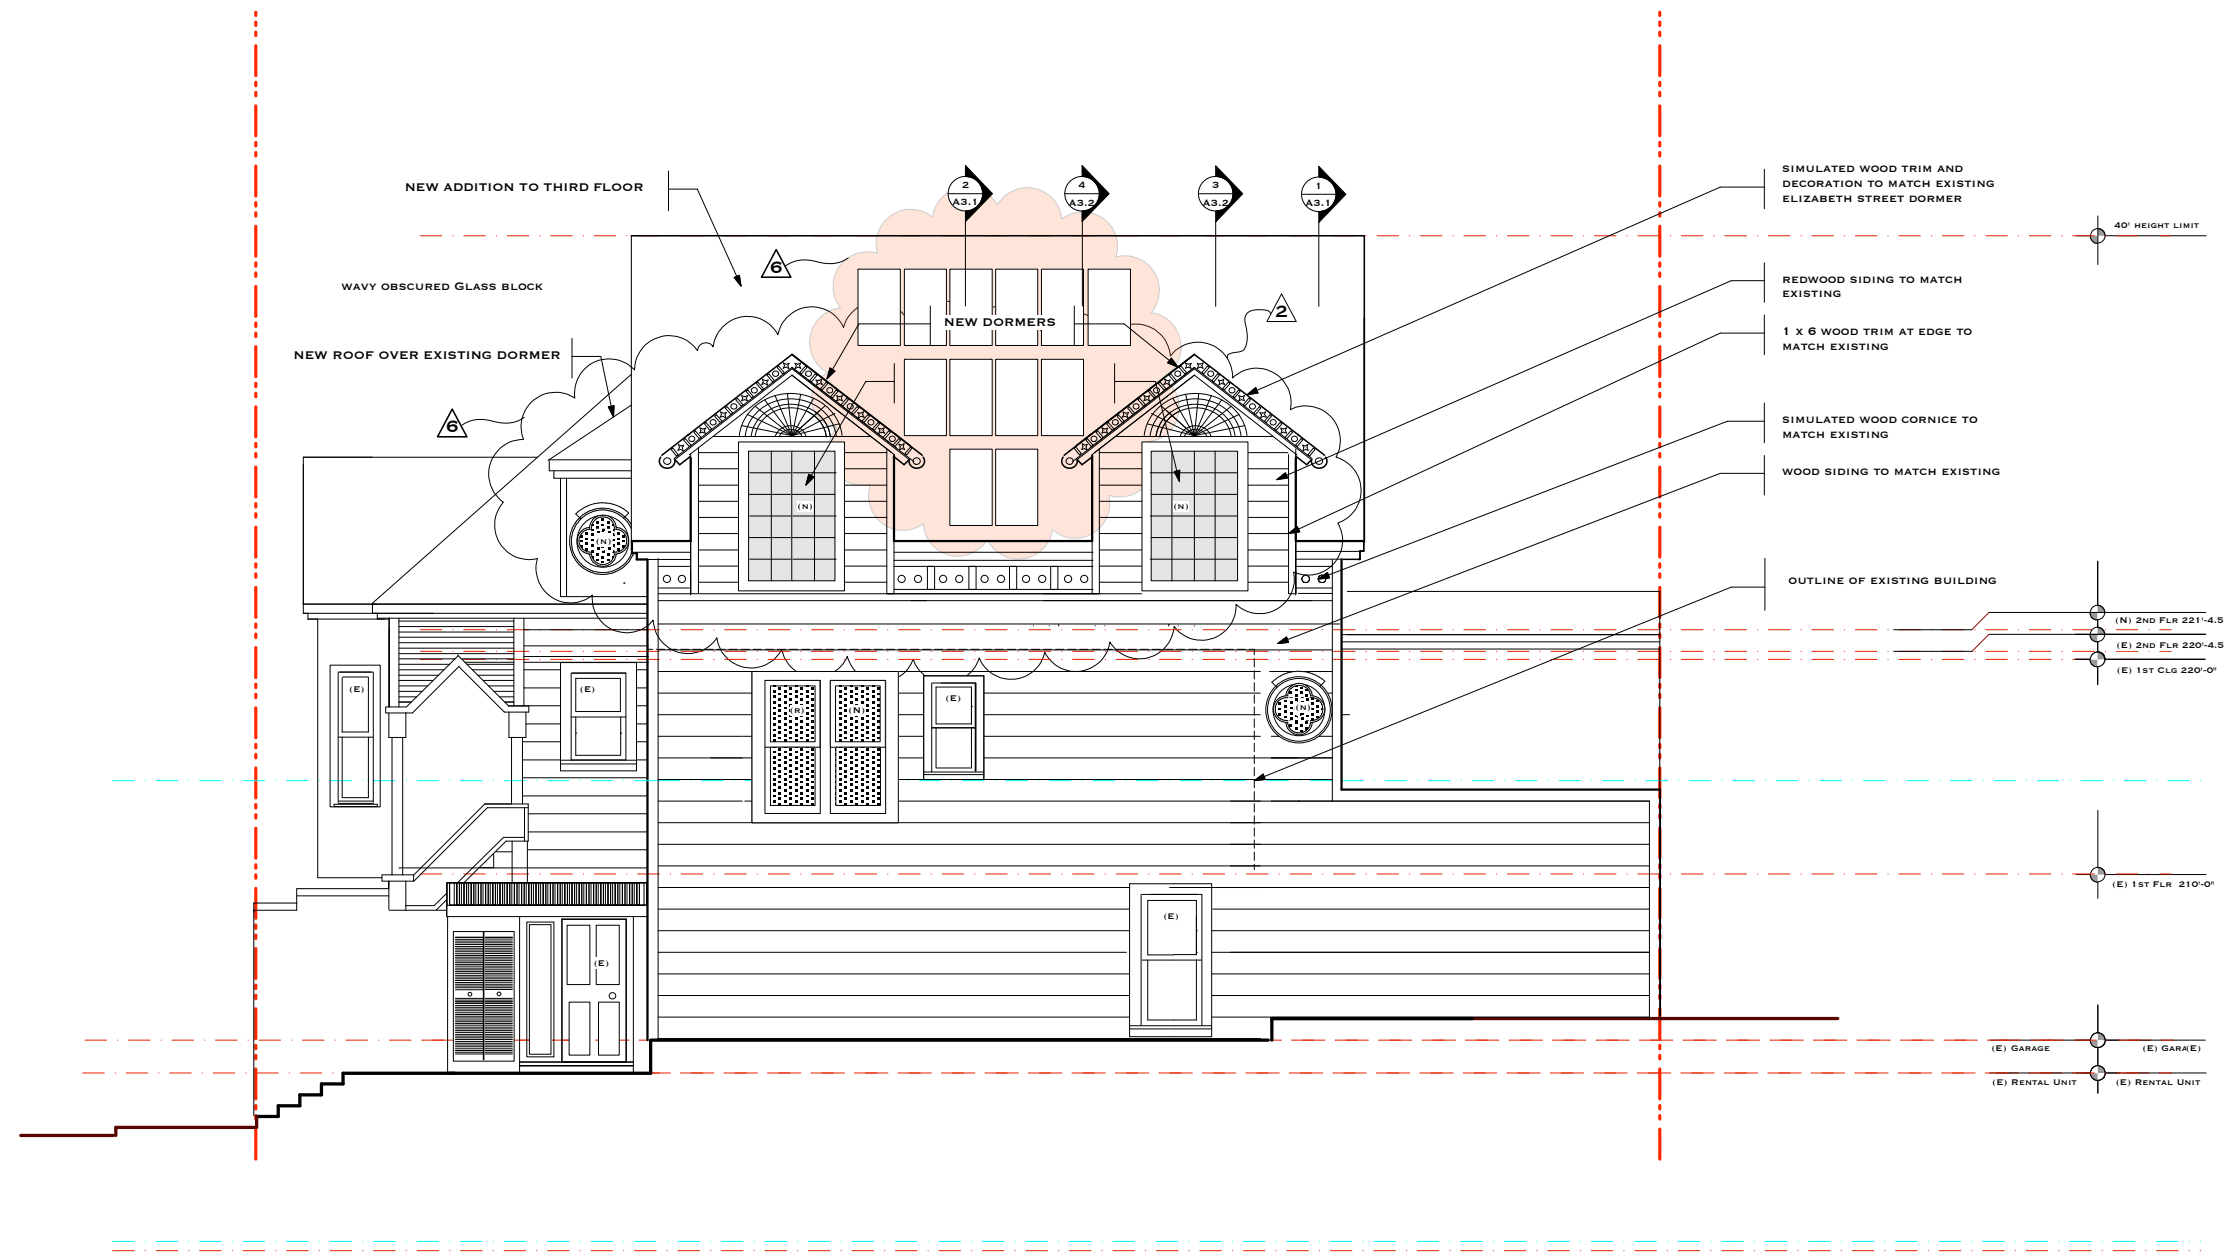 2
A3.1
4
A3.2
3
A3.2
1
A3.1
NEW ADDITION TO THIRD FLOOR
SIMULATED WOOD TRIM AND
DECORATION TO MATCH EXISTING
ELIZABETH STREET DORMER
40' HEIGHT LIMIT
6
WAVY OBSCURED GLASS BLOCK
REDWOOD SIDING TO MATCH
EXISTING
2
NEW DORMERS
1 X 6 WOOD TRIM AT EDGE TO
MATCH EXISTING
NEW ROOF OVER EXISTING DORMER
6
SIMULATED WOOD CORNICE TO
MATCH EXISTING
WOOD SIDING TO MATCH EXISTING
(N)
(N)
(N)
OUTLINE OF EXISTING BUILDING
(N) 2ND FLR 221'-4.5
(E) 2ND FLR 220'-4.5
(E) 1ST CLG 220'-0"
(E)
(E)
(R)
(N)
(E)
(N)
(E) 1ST FLR 210'-0"
(E)
(E)
(E) GARAGE
(E) GARA(E)
(E) RENTAL UNIT
(E) RENTAL UNIT